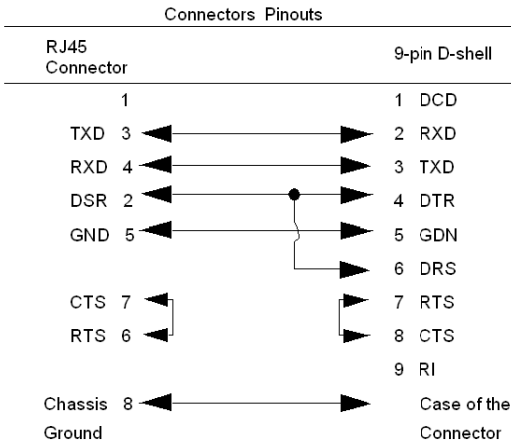 Connectors Pinouts
RJ45 9-pin D-shell
Connector
1 1 DCD
TXD 3 2 RXD
RXD 4 3 TXD
DSR 2 4 DTR
GND 5 5 GDN
6 DRS
CTS 7 7 RTS
RTS 6 8 CTS
9 RI
Chassis 8 Case of the
Ground Connector